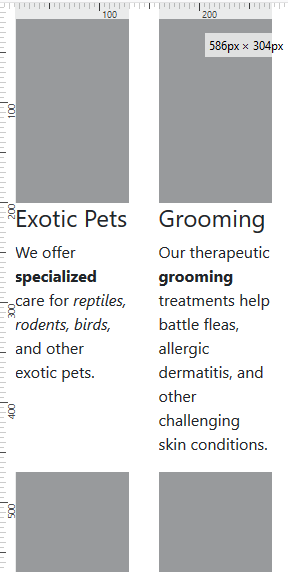 100
200
586px × 304px
100
200
Exotic Pets
We offer
specialized
care for reptiles,
rodents, birds,
and other
exotic pets.
Grooming
Our therapeutic
grooming
treatments help
battle fleas,
allergic
dermatitis, and
other
challenging
skin conditions.
300
400
500